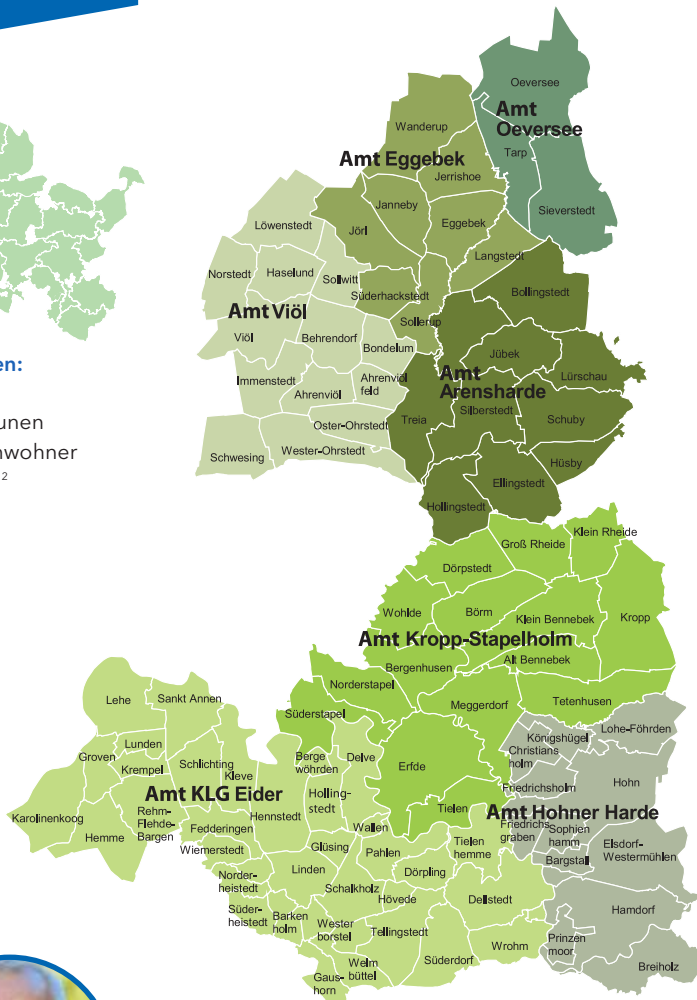 Oeversee
Amt
Oeversee
Wanderup
Tarp
Amt Eggebek
Jerrishoe
Janneby
Sieverstedt
Löwenstedt
Jörl
Eggebek
Langstedt
Norstedt
Haselund
Sollwitt
Süderhackstedt
Bollingstedt
Amt Viöl
Sollerup
Viöl
Behrendorf
Bondelum
Jübek
en:
Immenstedt
Ahrenviöl
feld
Amt
Arensharde
Lürschau
Ahrenviöl
Silberstedt
unen
Oster-Ohrstedt
Treia
Schuby
nwohner
Schwesing
Wester-Ohrstedt
Hüsby
2
Ellingstedt
Hollingstedt
Klein Rheide
Groß Rheide
Dörpstedt
Wohlde
Börm
Klein Bennebek
Kropp
Amt Kropp-Stapelholm
Bergenhusen
Alt Bennebek
Norderstapel
Lehe
Sankt Annen
Meggerdorf
Tetenhusen
Süderstapel
Lohe-Föhrden
Königshügel
Lunden
Groven
Berge
wöhrden
Delve
Christians
holm
Krempel
Schlichting
Erfde
Kleve
Friedrichsholm
Hohn
Amt KLG Eider
Holling-
stedt
Karolinenkoog
Rehm-
Flehde-
Bargen
Hennstedt
Tielen
Amt Hohner Harde
Hemme
Fedderingen
Wallen
Friedrichs
graben
Sophien
hamm
Wiemerstedt
Glüsing
Pahlen
Tielen
hemme
Elsdorf-
Westermühlen
Bargstall
Norder-
heistedt
Linden
Dörpling
Schalkholz
Hövede
Dellstedt
Süder-
heistedt
Barken
holm
Wester
borstel
Tellingstedt
Hamdorf
Prinzen
moor
Wrohm
Welm
büttel
Süderdorf
Breiholz
Gaus-
horn